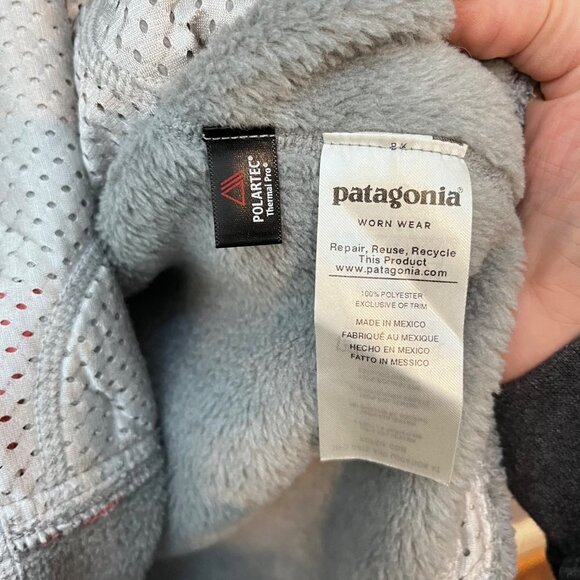 POLARTEC®
Thermal Pro®
patagonia®
WORN WEAR
Repair, Reuse, Recycle
This Product
www.patagonia.com
100% POLYESTER
EXCLUSIVE OF TRIM
MADE IN MEXICO
FABRIQUÉ AU MEXIQUE
HECHO EN MEXICO
FATTO IN MESSICO